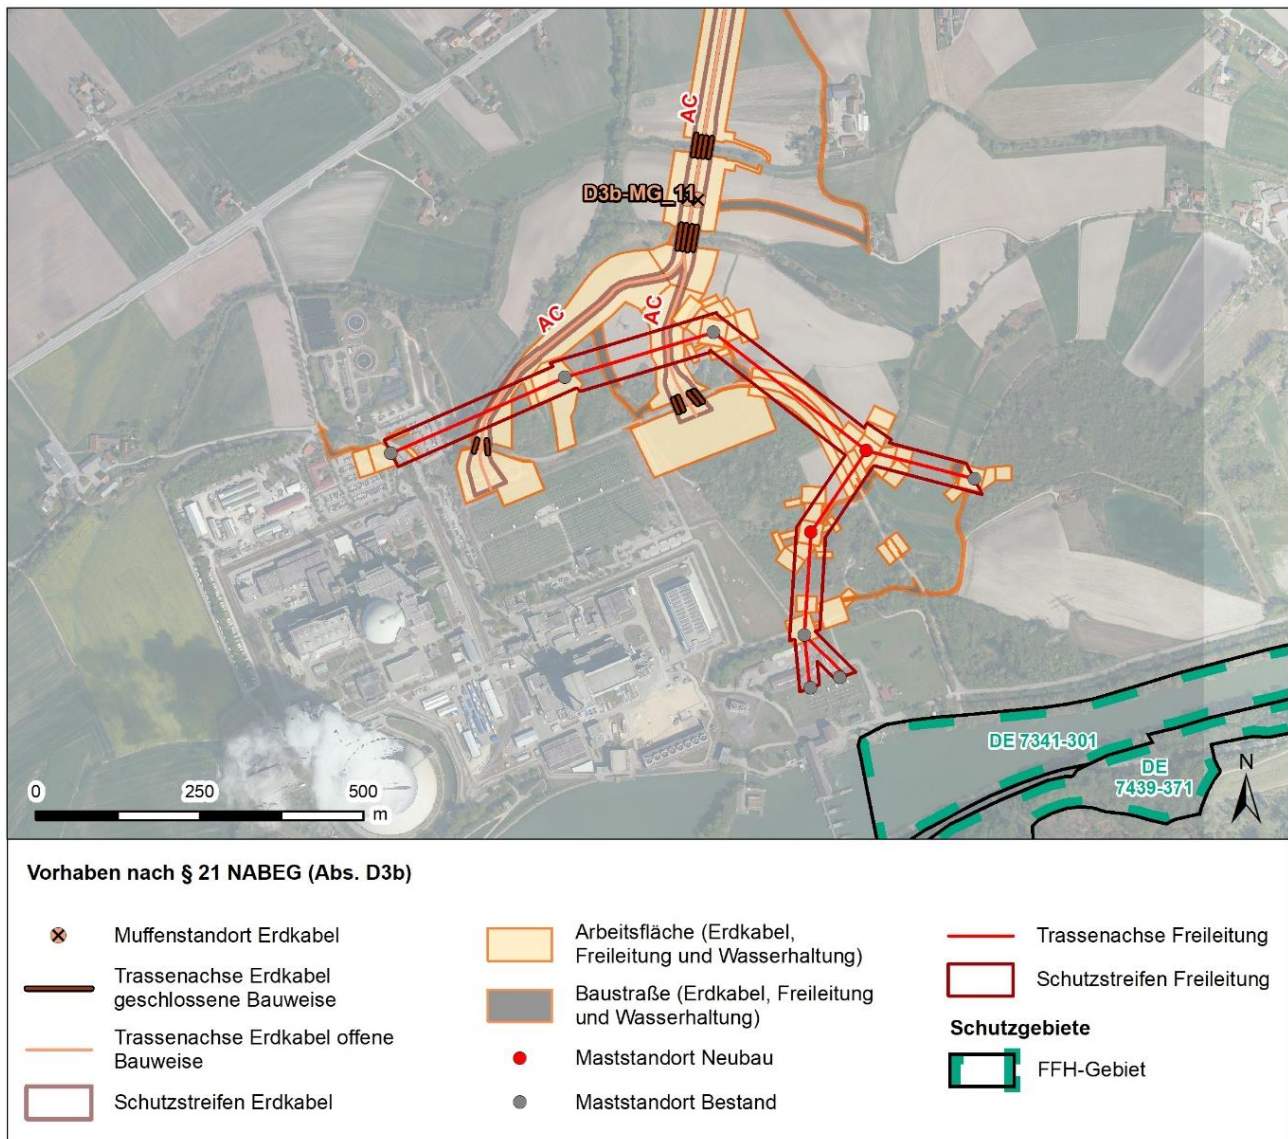 AC
D3b-MG_11
AC
AC
DE 7341-301
DE
7439-371
N
0 250 500
m
Vorhaben nach § 21 NABEG (Abs. D3b)
Muffenstandort Erdkabel
Trassenachse Erdkabel
geschlossene Bauweise
Trassenachse Erdkabel offene
Bauweise
Schutzstreifen Erdkabel
Arbeitsfläche (Erdkabel,
Freileitung und Wasserhaltung)
Baustraße (Erdkabel, Freileitung
und Wasserhaltung)
Maststandort Neubau
Maststandort Bestand
Trassenachse Freileitung
Schutzstreifen Freileitung
Schutzgebiete
FFH-Gebiet